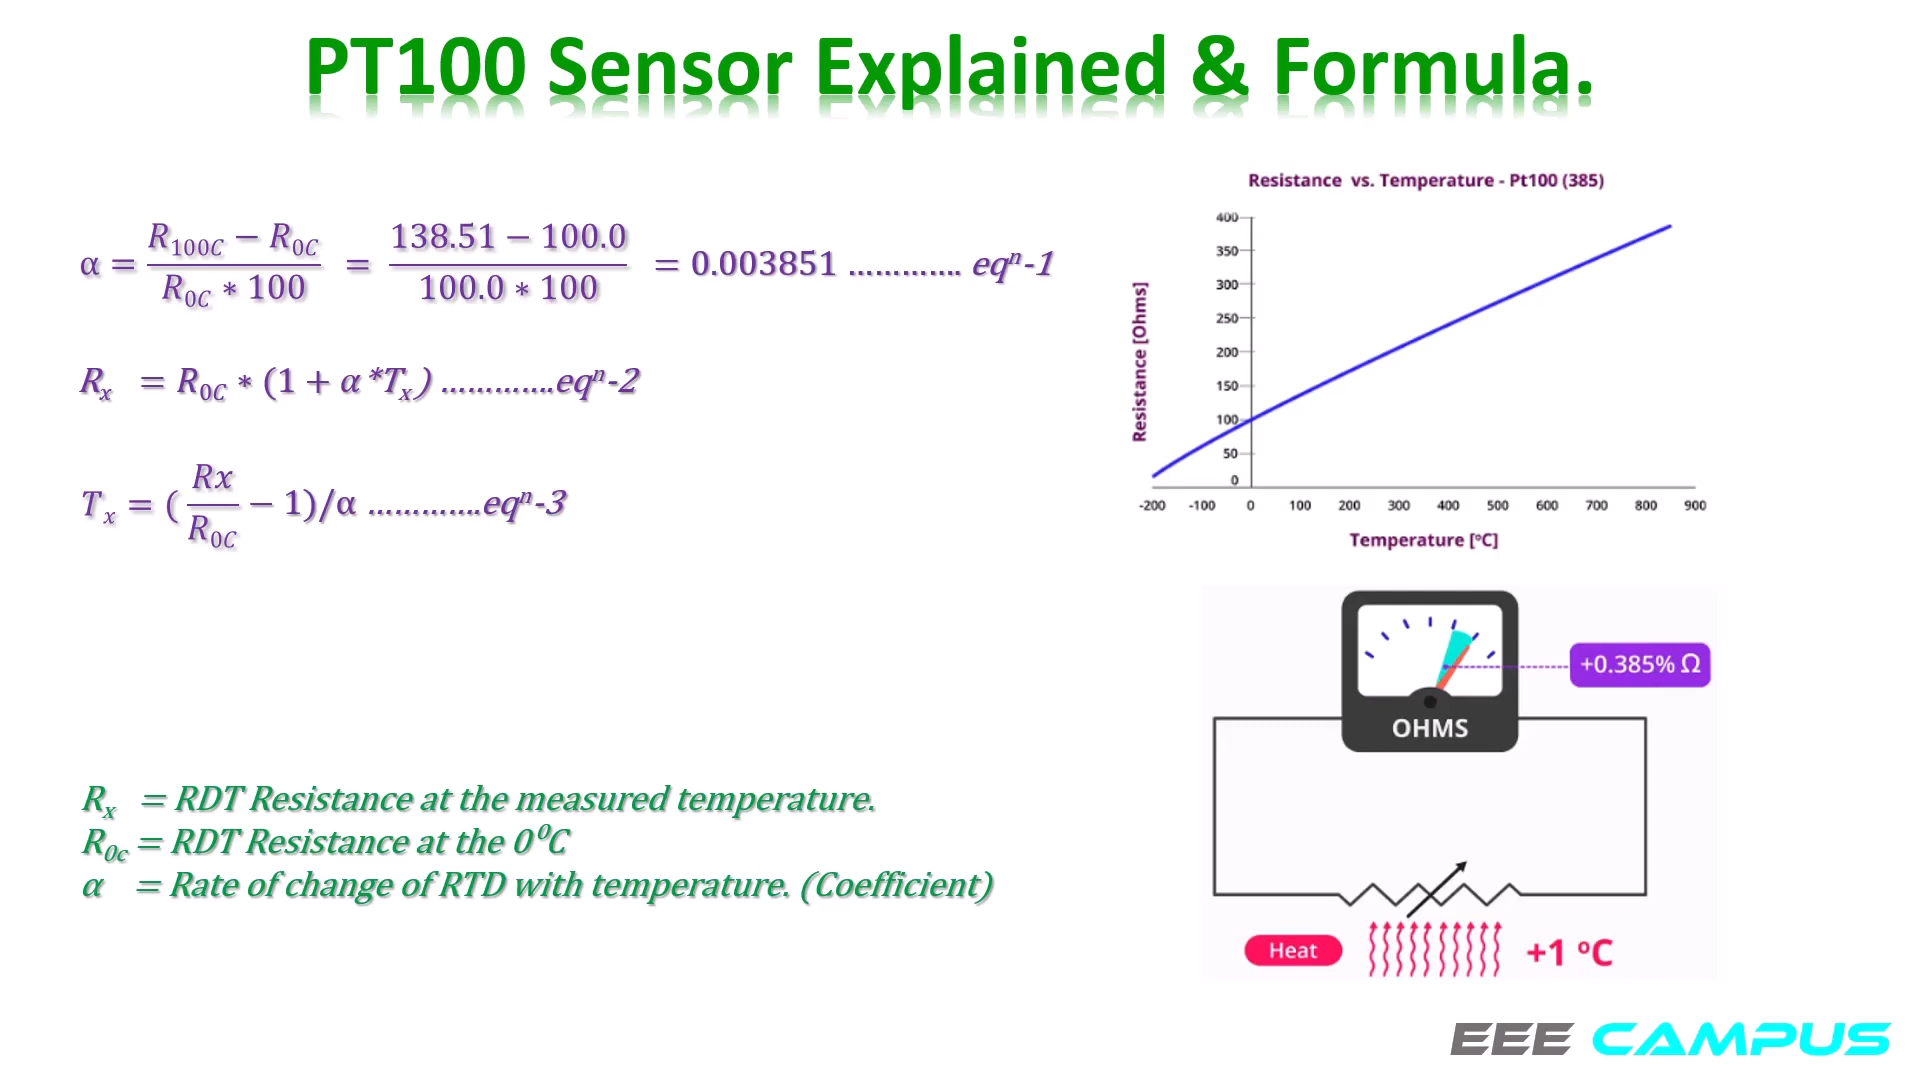 PT100 Sensor Explained & Formula.
α = (R₁₀₀C − R₀C) / (R₀C ∗ 100) = (138.51 − 100.0) / (100.0 ∗ 100) = 0.003851 …………. eqⁿ-1
Rₓ = R₀C ∗ (1 + α*Tₓ) ………….eqⁿ-2
Tₓ = (Rx / R₀C − 1)/α ………….eqⁿ-3
Rₓ = RDT Resistance at the measured temperature.
R₀c = RDT Resistance at the 0⁰C
α = Rate of change of RTD with temperature. (Coefficient)
Resistance vs. Temperature - Pt100 (385)
Resistance [Ohms]
400
350
300
250
200
150
100
50
0
-200 -100 0 100 200 300 400 500 600 700 800 900
Temperature [ºC]
+0.385% Ω
OHMS
Heat
+1 ºC
EEE CAMPUS